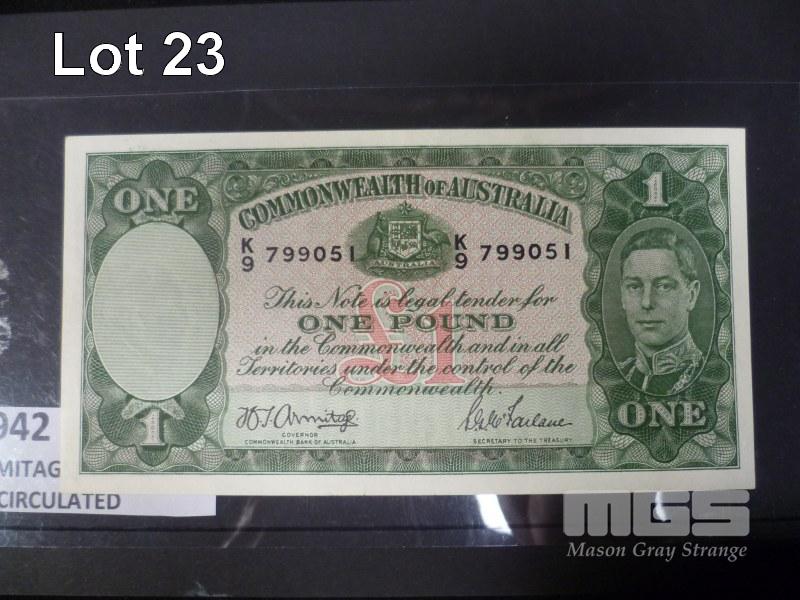 Lot 23
ONE
COMMONWEALTH OF AUSTRALIA
1
K/9 799051
K/9 799051
AUSTRALIA
£1
This Note is legal tender for
ONE POUND
in the Commonwealth and in all
Territories under the control of the
Commonwealth.
1
ONE
H.T. Armitage
GOVERNOR
COMMONWEALTH BANK OF AUSTRALIA
SECRETARY TO THE TREASURY
942
MITAG
CIRCULATED
MGS
Mason Gray Strange